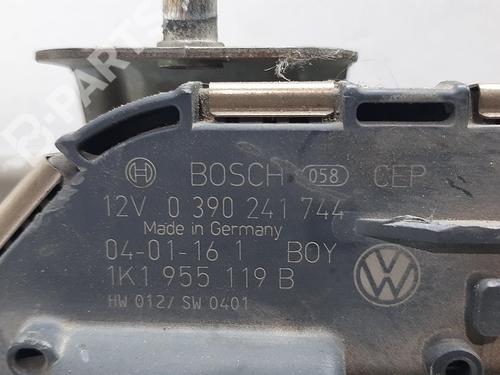 BOSCH 058 CEP
12V 0 390 241 744
Made in Germany
04-01-16 1 BOY
1K1 955 119 B
HW 012/ SW 0401
B-PARTS